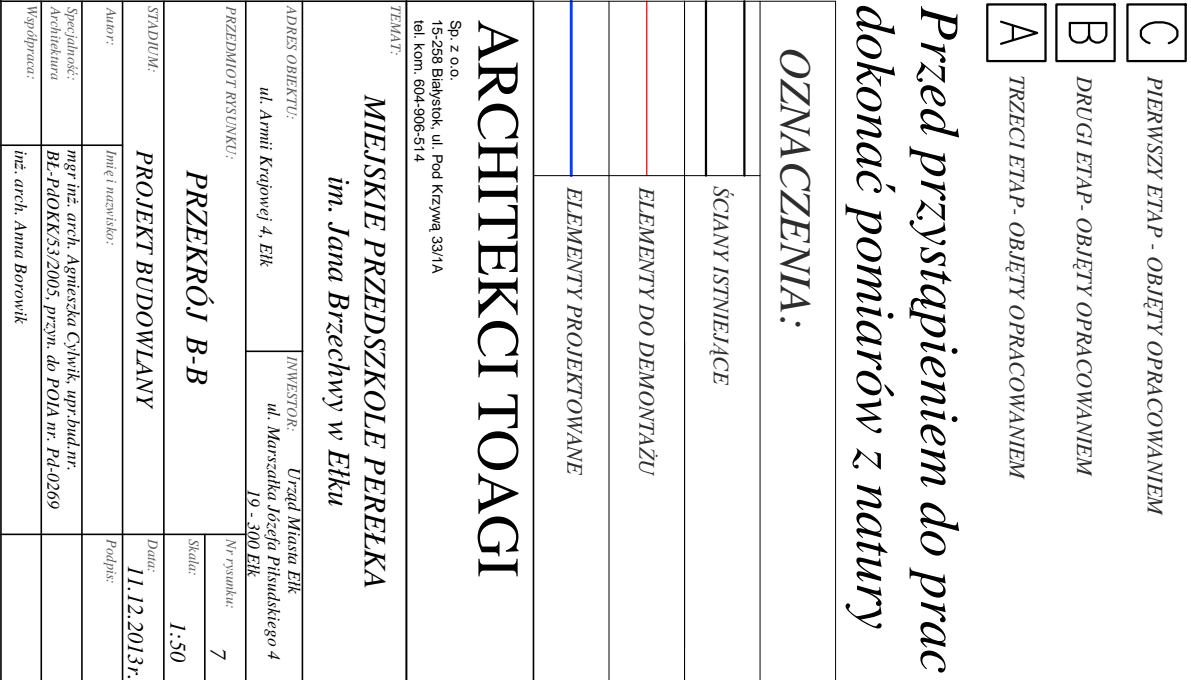 C PIERWSZY ETAP - OBJĘTY OPRACOWANIEM
B DRUGI ETAP- OBJĘTY OPRACOWANIEM
A TRZECI ETAP- OBJĘTY OPRACOWANIEM
Przed przystąpieniem do prac
dokonać pomiarów z natury
OZNACZENIA:
ŚCIANY ISTNIEJĄCE
ELEMENTY DO DEMONTAŻU
ELEMENTY PROJEKTOWANE
ARCHITEKCI TOAGI
Sp. z o.o.
15-258 Białystok, ul. Pod Krzywą 33/1A
tel. kom. 604-906-514
TEMAT:
MIEJSKIE PRZEDSZKOLE PEREŁKA
im. Jana Brzechwy w Ełku
ADRES OBIEKTU:
ul. Armii Krajowej 4, Ełk
INWESTOR: Urząd Miasta Ełk
ul. Marszałka Józefa Piłsudskiego 4
19 - 300 Ełk
PRZEDMIOT RYSUNKU:
PRZEKRÓJ B-B
Nr rysunku:
7
Skala:
1:50
STADIUM:
PROJEKT BUDOWLANY
Data:
11.12.2013r.
Autor:
Imię i nazwisko:
Podpis:
Specjalność:
Architektura
mgr inż. arch. Agnieszka Cylwik, upr.bud.nr.
BŁ-PdOKK/53/2005, przyn. do POIA nr. Pd-0269
Współpraca:
inż. arch. Anna Borowik